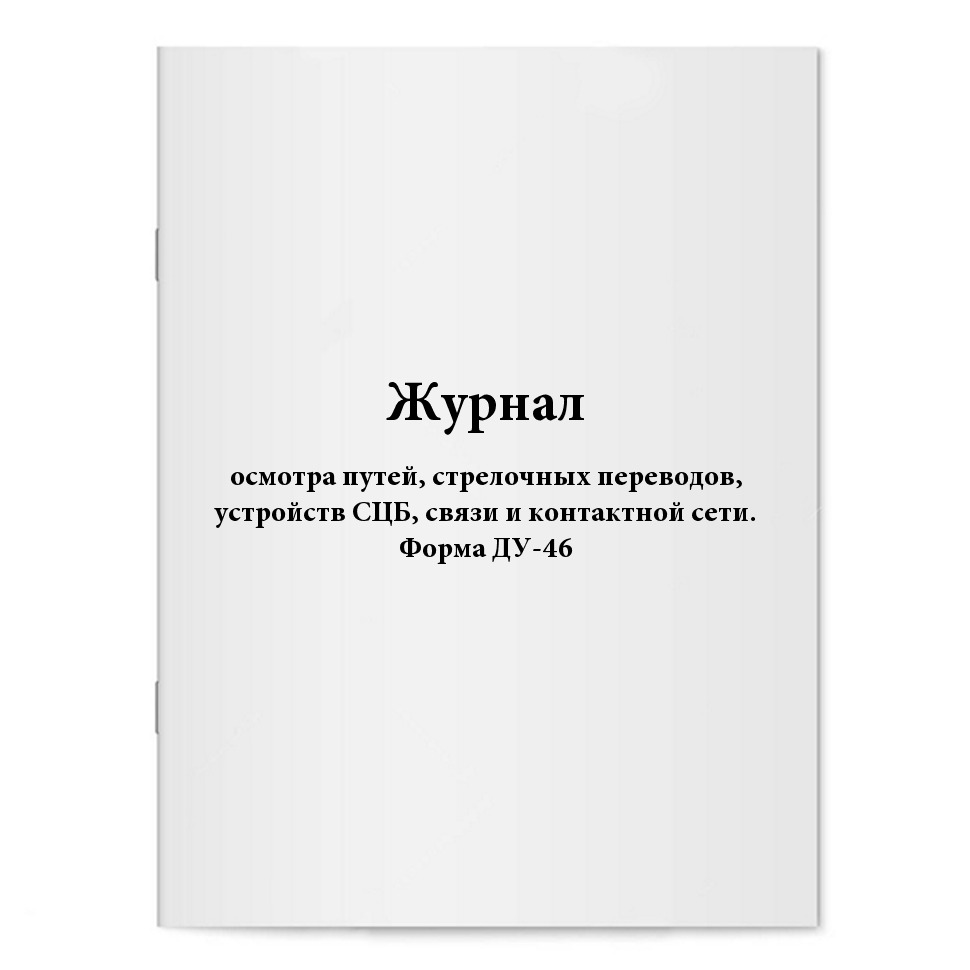 Журнал
осмотра путей, стрелочных переводов,
устройств СЦБ, связи и контактной сети.
Форма ДУ-46